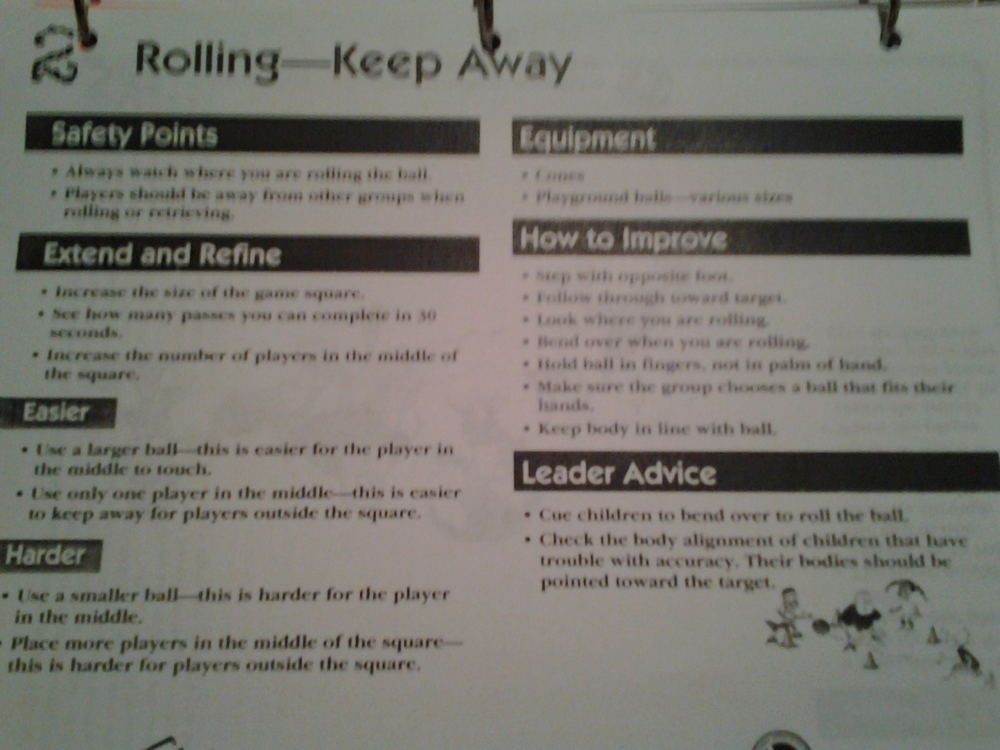 2 Rolling—Keep Away
Safety Points
• Always watch where you are rolling the ball.
• Players should be away from other groups when
rolling or retrieving.
Extend and Refine
• Increase the size of the game square.
• See how many passes you can complete in 30
seconds.
• Increase the number of players in the middle of
the square.
Easier
• Use a larger ball—this is easier for the player in
the middle to touch.
• Use only one player in the middle—this is easier
to keep away for players outside the square.
Harder
• Use a smaller ball—this is harder for the player
in the middle.
• Place more players in the middle of the square—
this is harder for players outside the square.
Equipment
• Cones
• Playground balls—various sizes
How to Improve
• Step with opposite foot.
• Follow through toward target.
• Look where you are rolling.
• Bend over when you are rolling.
• Hold ball in fingers, not in palm of hand.
• Make sure the group chooses a ball that fits their
hands.
• Keep body in line with ball.
Leader Advice
• Cue children to bend over to roll the ball.
• Check the body alignment of children that have
trouble with accuracy. Their bodies should be
pointed toward the target.